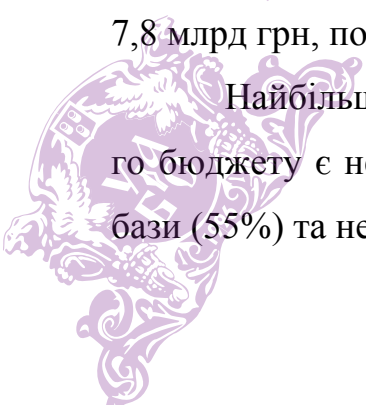 7,8 млрд грн, по
Найбільш
го бюджету є не
бази (55%) та не